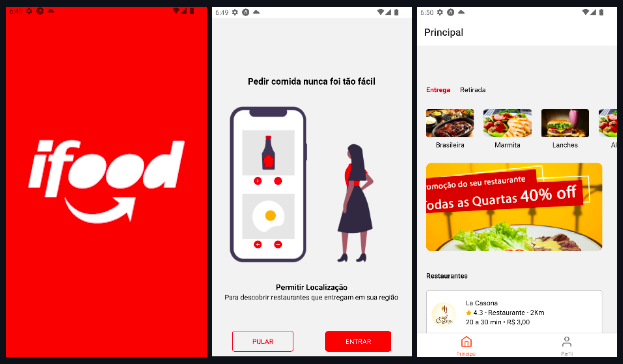 6:49
ifood
6:49
Pedir comida nunca foi tão fácil
Permitir Localização
Para descobrir restaurantes que entregam em sua região
PULAR
ENTRAR
6:50
Principal
Entrega
Retirada
Brasileira
Marmita
Lanches
romoção do seu restaurante
odas as Quartas 40% off
Restaurantes
La Casona
4.3 - Restaurante - 2Km
20 a 30 min • R$ 3,00
Principal
Perfil